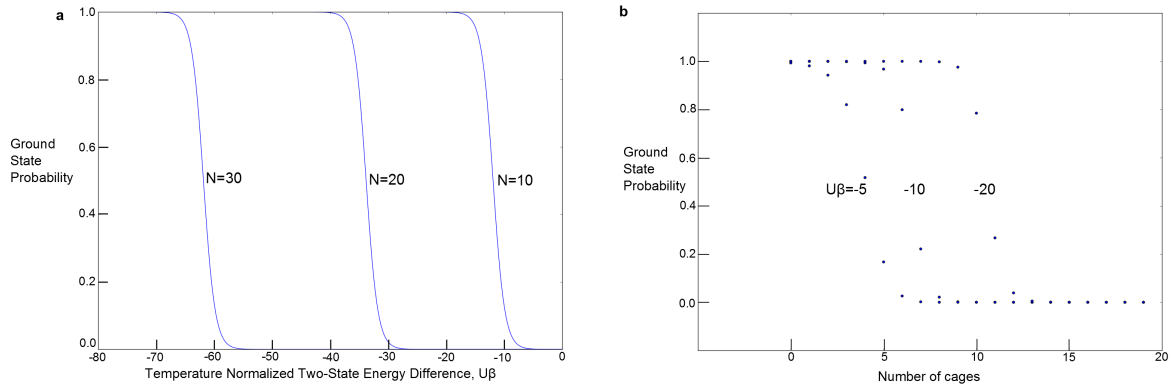 a
1.0
0.8
0.6
0.4
0.2
0.0
Ground
State
Probability
N=30
N=20
N=10
-80
-70
-60
-50
-40
-30
-20
-10
0
Temperature Normalized Two-State Energy Difference, Uβ
b
1.0
0.8
0.6
0.4
0.2
0.0
Ground
State
Probability
Uβ=-5
-10
-20
0
5
10
15
20
Number of cages